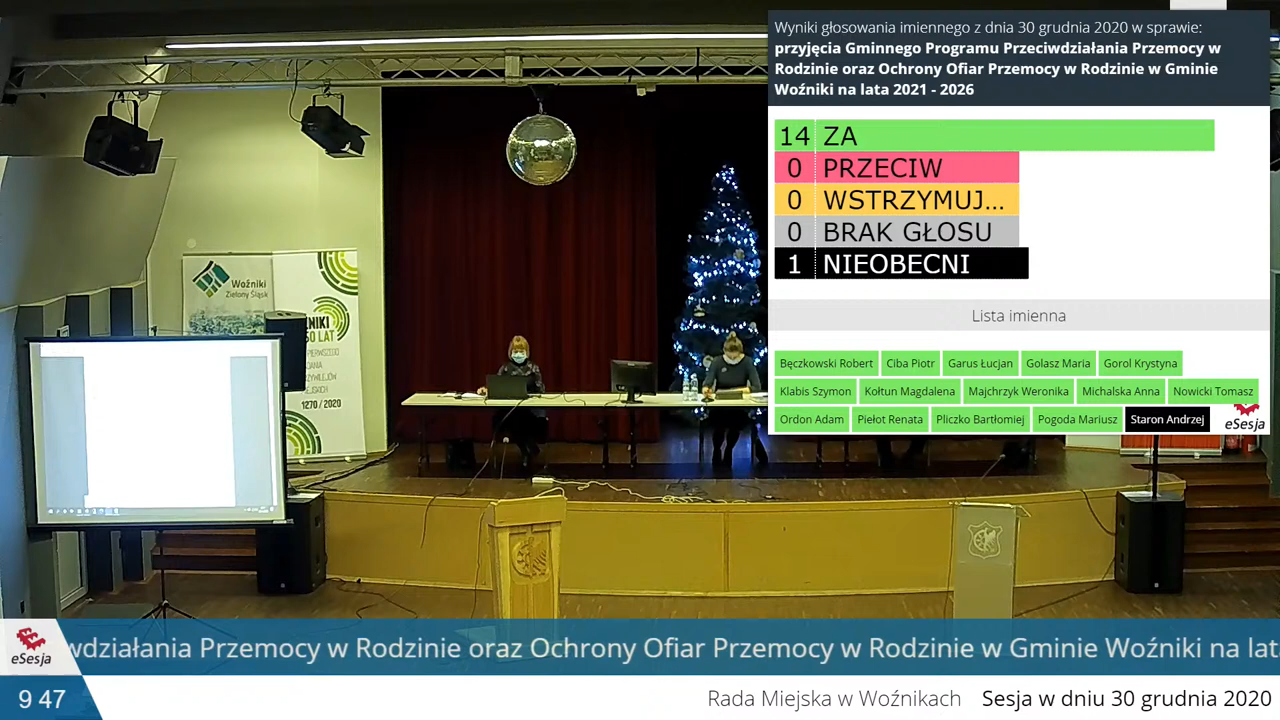 Wyniki głosowania imiennego z dnia 30 grudnia 2020 w sprawie:
przyjęcia Gminnego Programu Przeciwdziałania Przemocy w
Rodzinie oraz Ochrony Ofiar Przemocy w Rodzinie w Gminie
Woźniki na lata 2021 - 2026
14 ZA
0 PRZECIW
0 WSTRZYMUJ...
0 BRAK GŁOSU
1 NIEOBECNI
Lista imienna
Bęczkowski Robert Ciba Piotr Garus Łucjan Golasz Maria Gorol Krystyna
Klabis Szymon Kołtun Magdalena Majchrzyk Weronika Michalska Anna Nowicki Tomasz
Ordon Adam Piełot Renata Pliczko Bartłomiej Pogoda Mariusz Staron Andrzej
eSesja
Woźniki
Zielony Śląsk
1270 / 2020
wdziałania Przemocy w Rodzinie oraz Ochrony Ofiar Przemocy w Rodzinie w Gminie Woźniki na lat
eSesja
9 47
Rada Miejska w Woźnikach Sesja w dniu 30 grudnia 2020